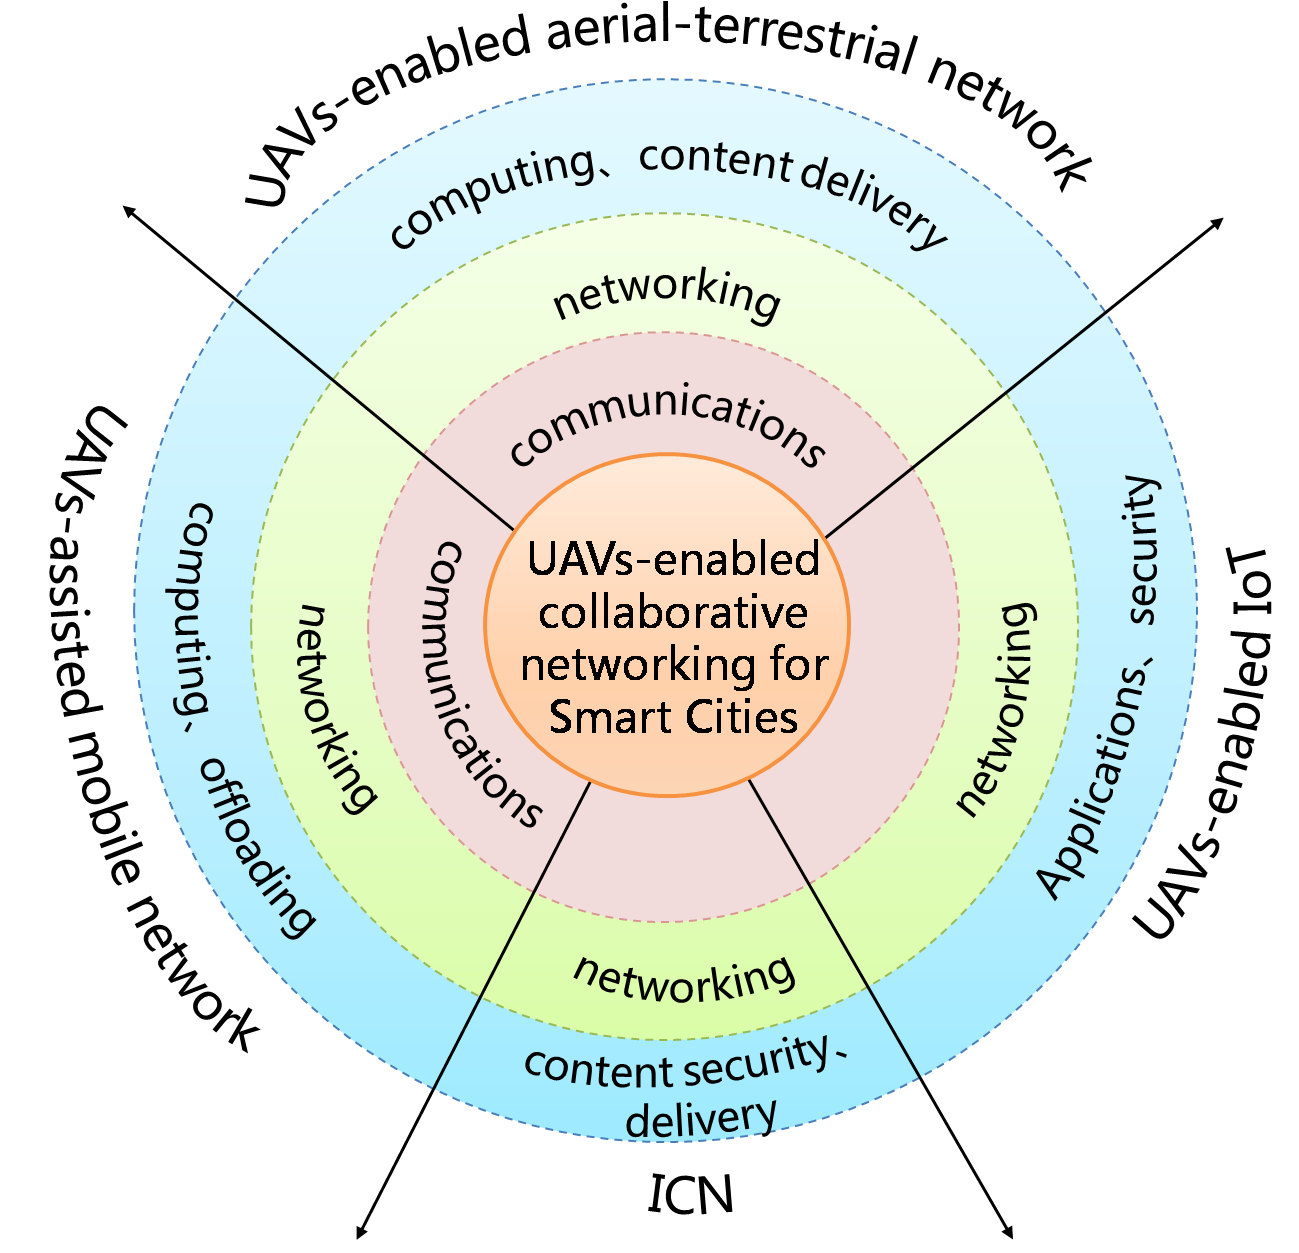 UAVs-enabled aerial-terrestrial network
computing、content delivery
networking
communications
UAVs-enabled
collaborative
networking for
Smart Cities
UAVs-assisted mobile network
computing、offloading
networking
communications
networking
Applications、security
UAVs-enabled IoT
networking
content security、
delivery
ICN